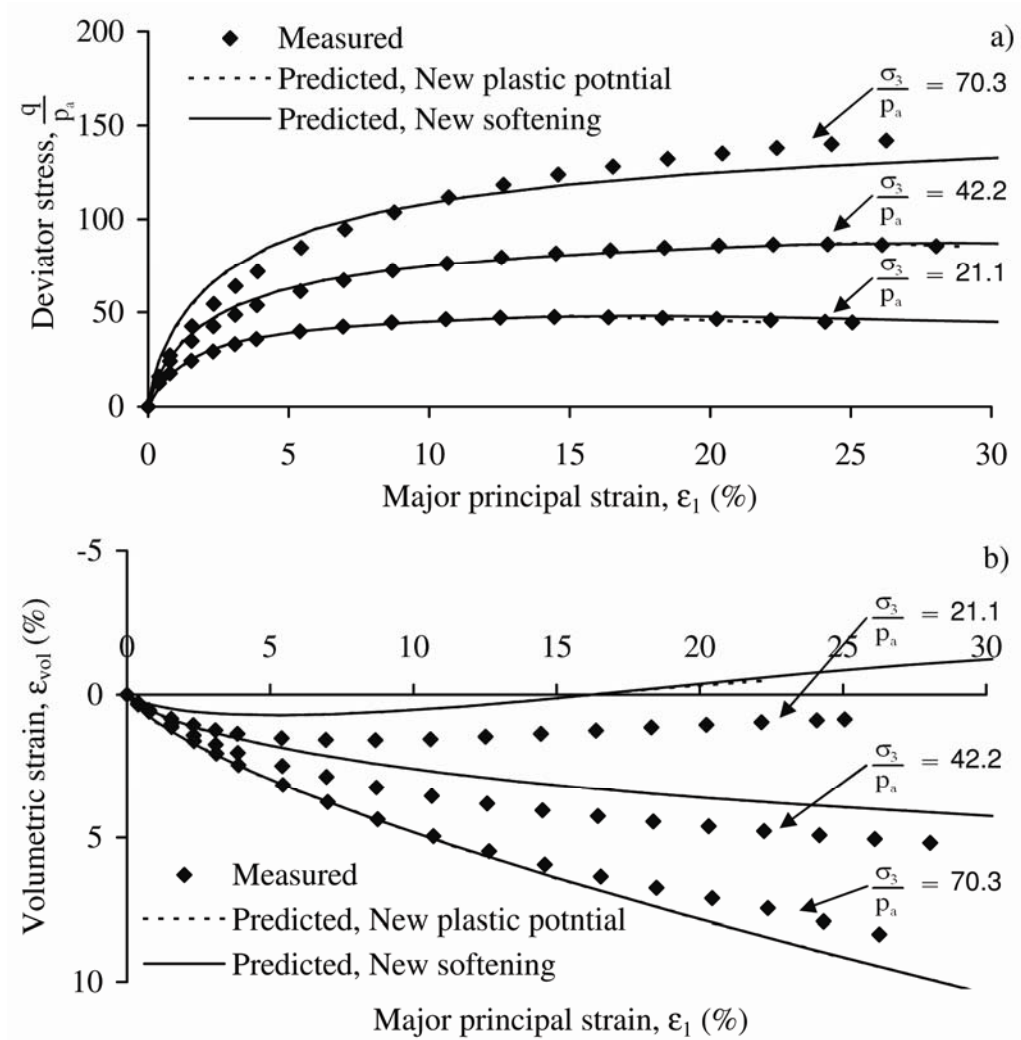 200
150
100
50
0
Deviator stress, q/pₐ
a)
Measured
Predicted, New plastic potntial
Predicted, New softening
σ₃/pₐ = 70.3
σ₃/pₐ = 42.2
σ₃/pₐ = 21.1
0 5 10 15 20 25 30
Major principal strain, ε₁ (%)
b)
-5
0
5
10
Volumetric strain, εvol (%)
σ₃/pₐ = 21.1
0 5 10 15 20 25 30
σ₃/pₐ = 42.2
σ₃/pₐ = 70.3
Measured
Predicted, New plastic potntial
Predicted, New softening
Major principal strain, ε₁ (%)